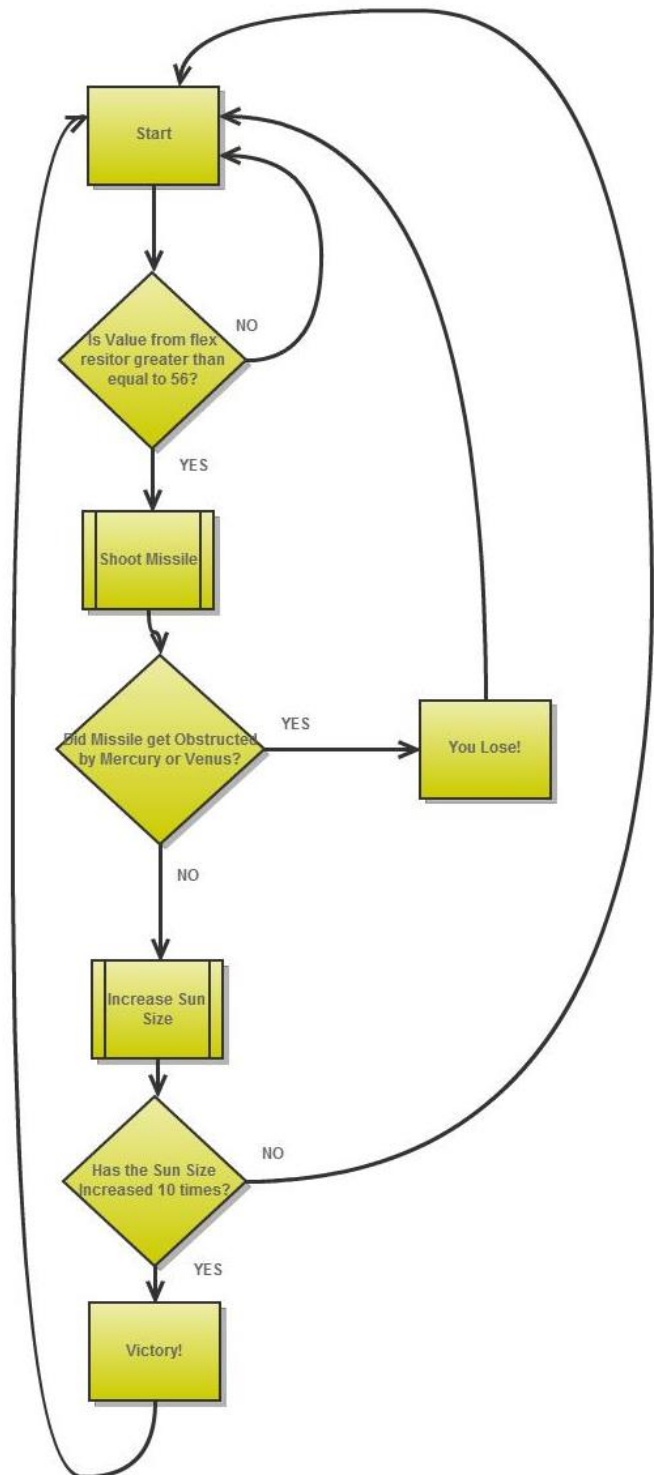 Start
Is Value from flex
resitor greater than
equal to 56?
NO
YES
Shoot Missile
Did Missile get Obstructed
by Mercury or Venus?
YES
You Lose!
NO
Increase Sun
Size
Has the Sun Size
Increased 10 times?
NO
YES
Victory!